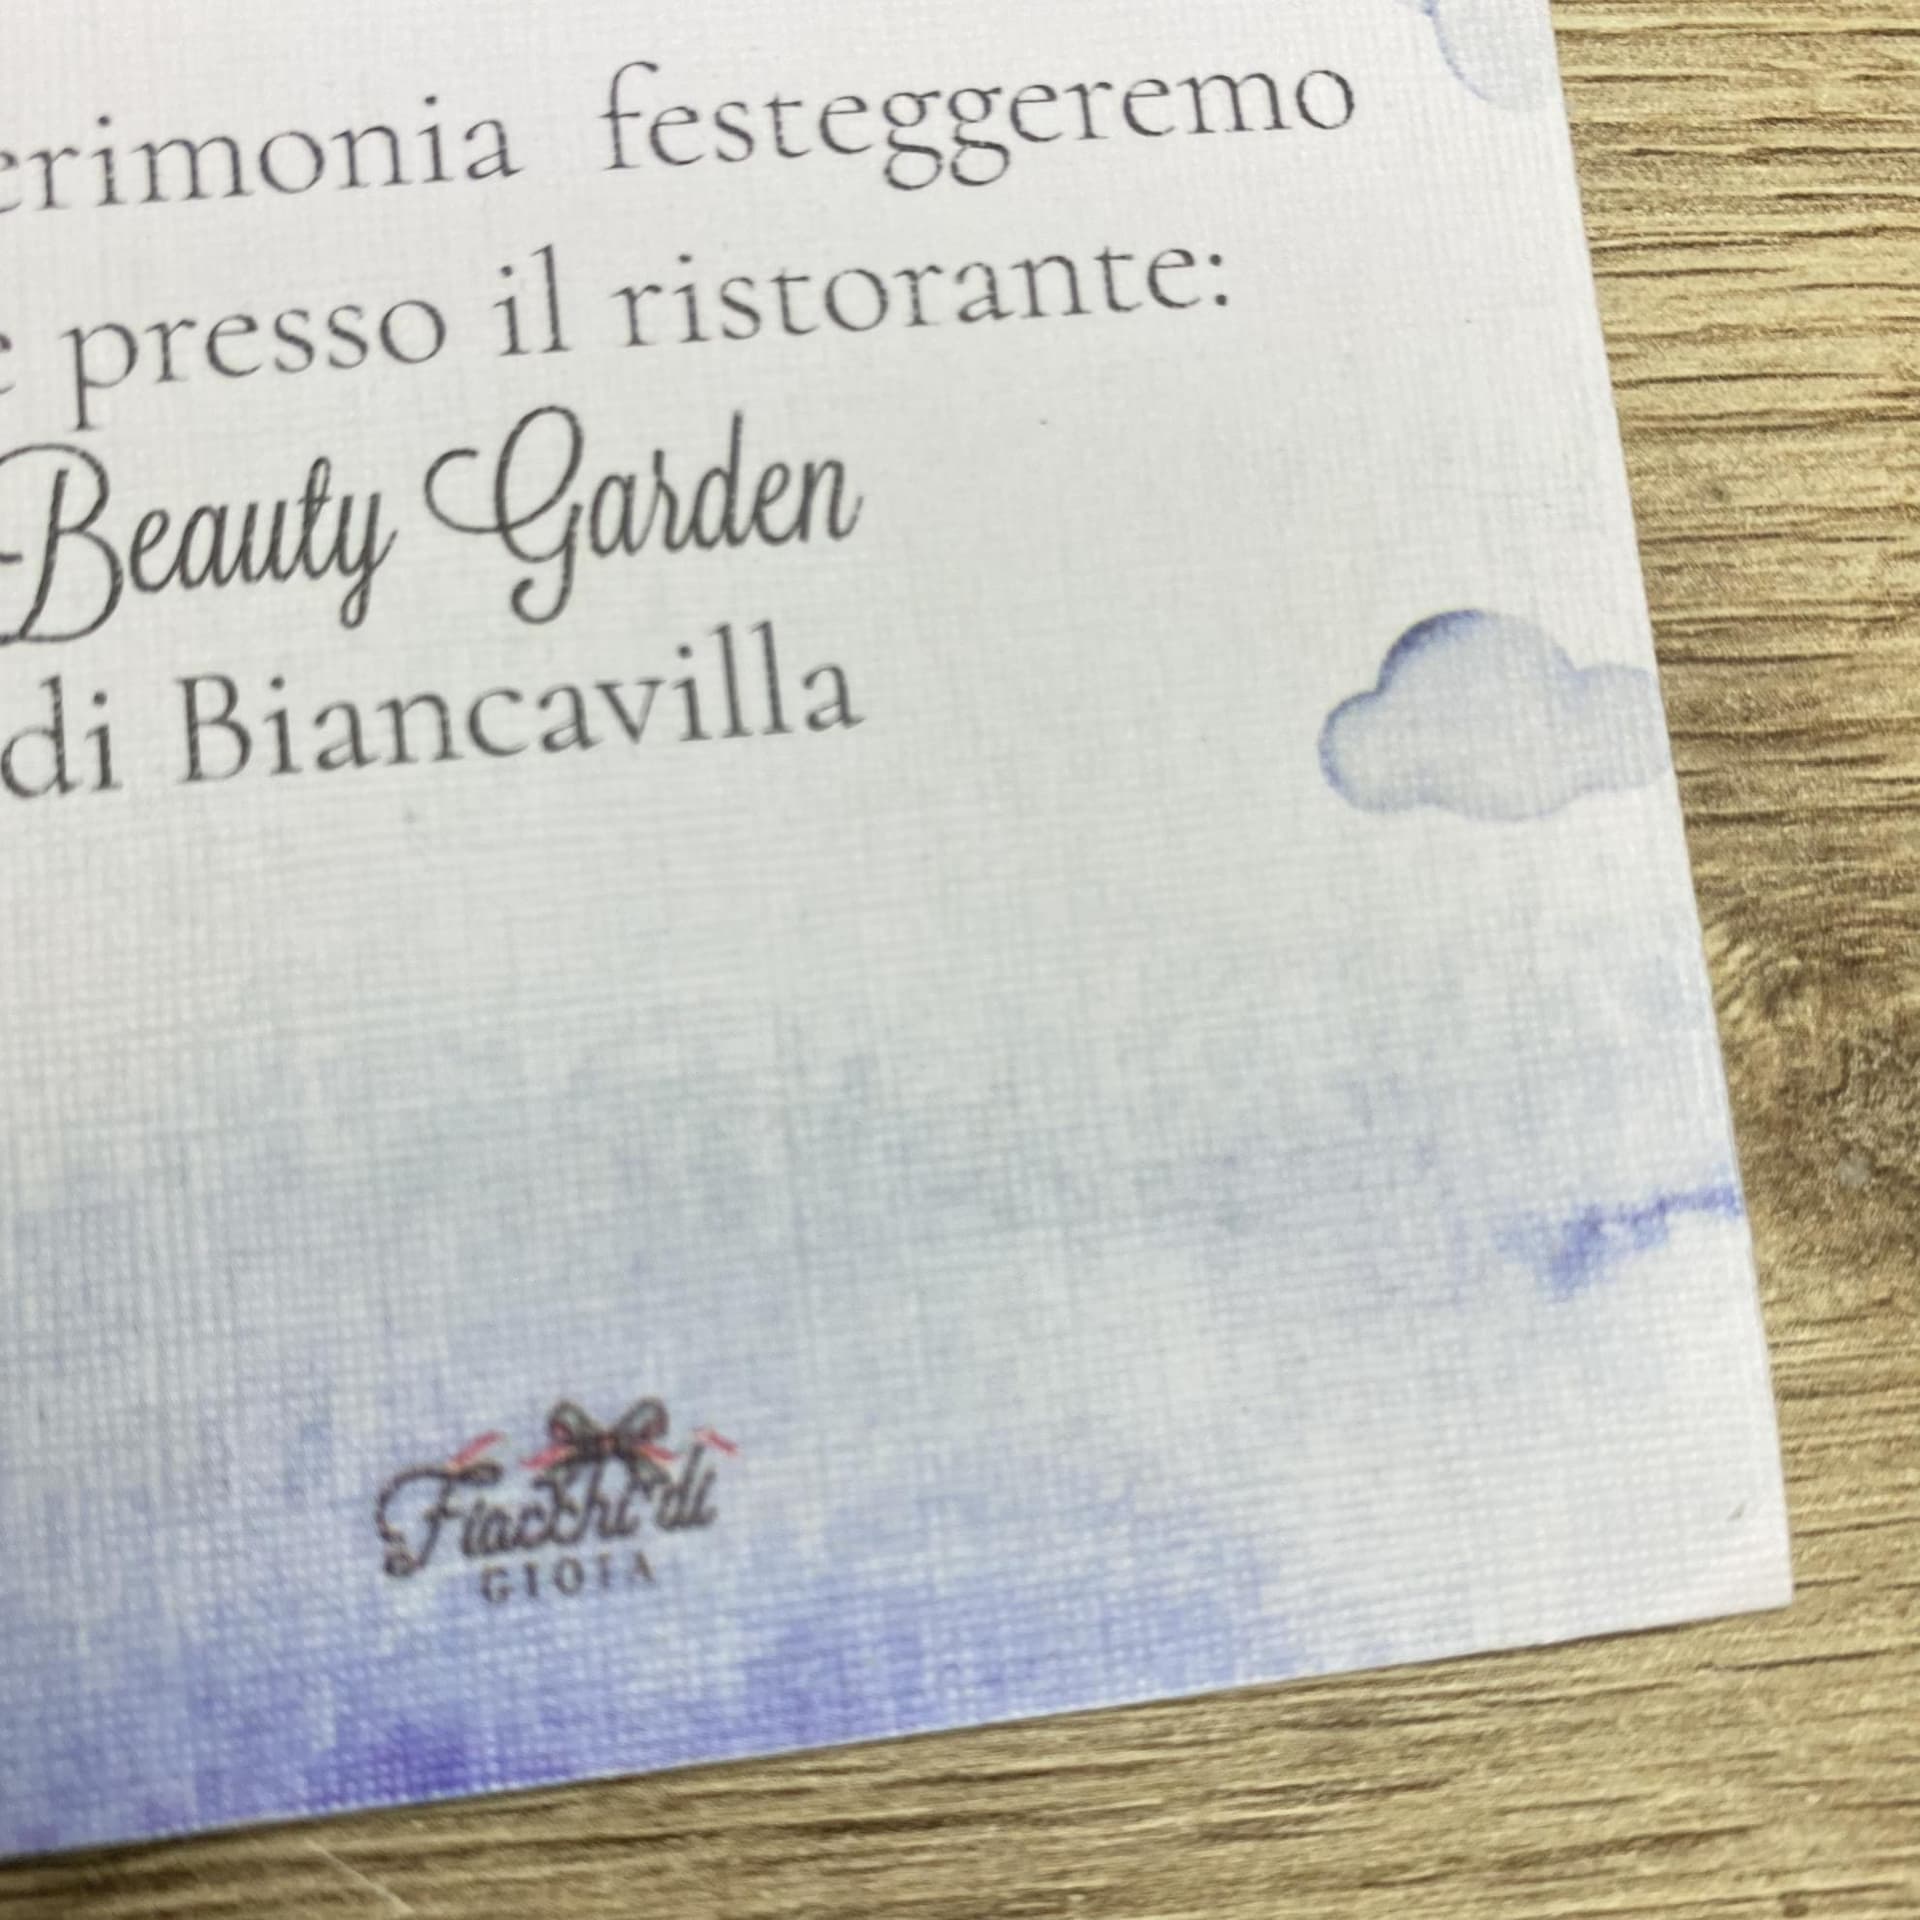 erimonia festeggeremo
e presso il ristorante:
Beauty Garden
di Biancavilla
Fiocchi di
GIOIA